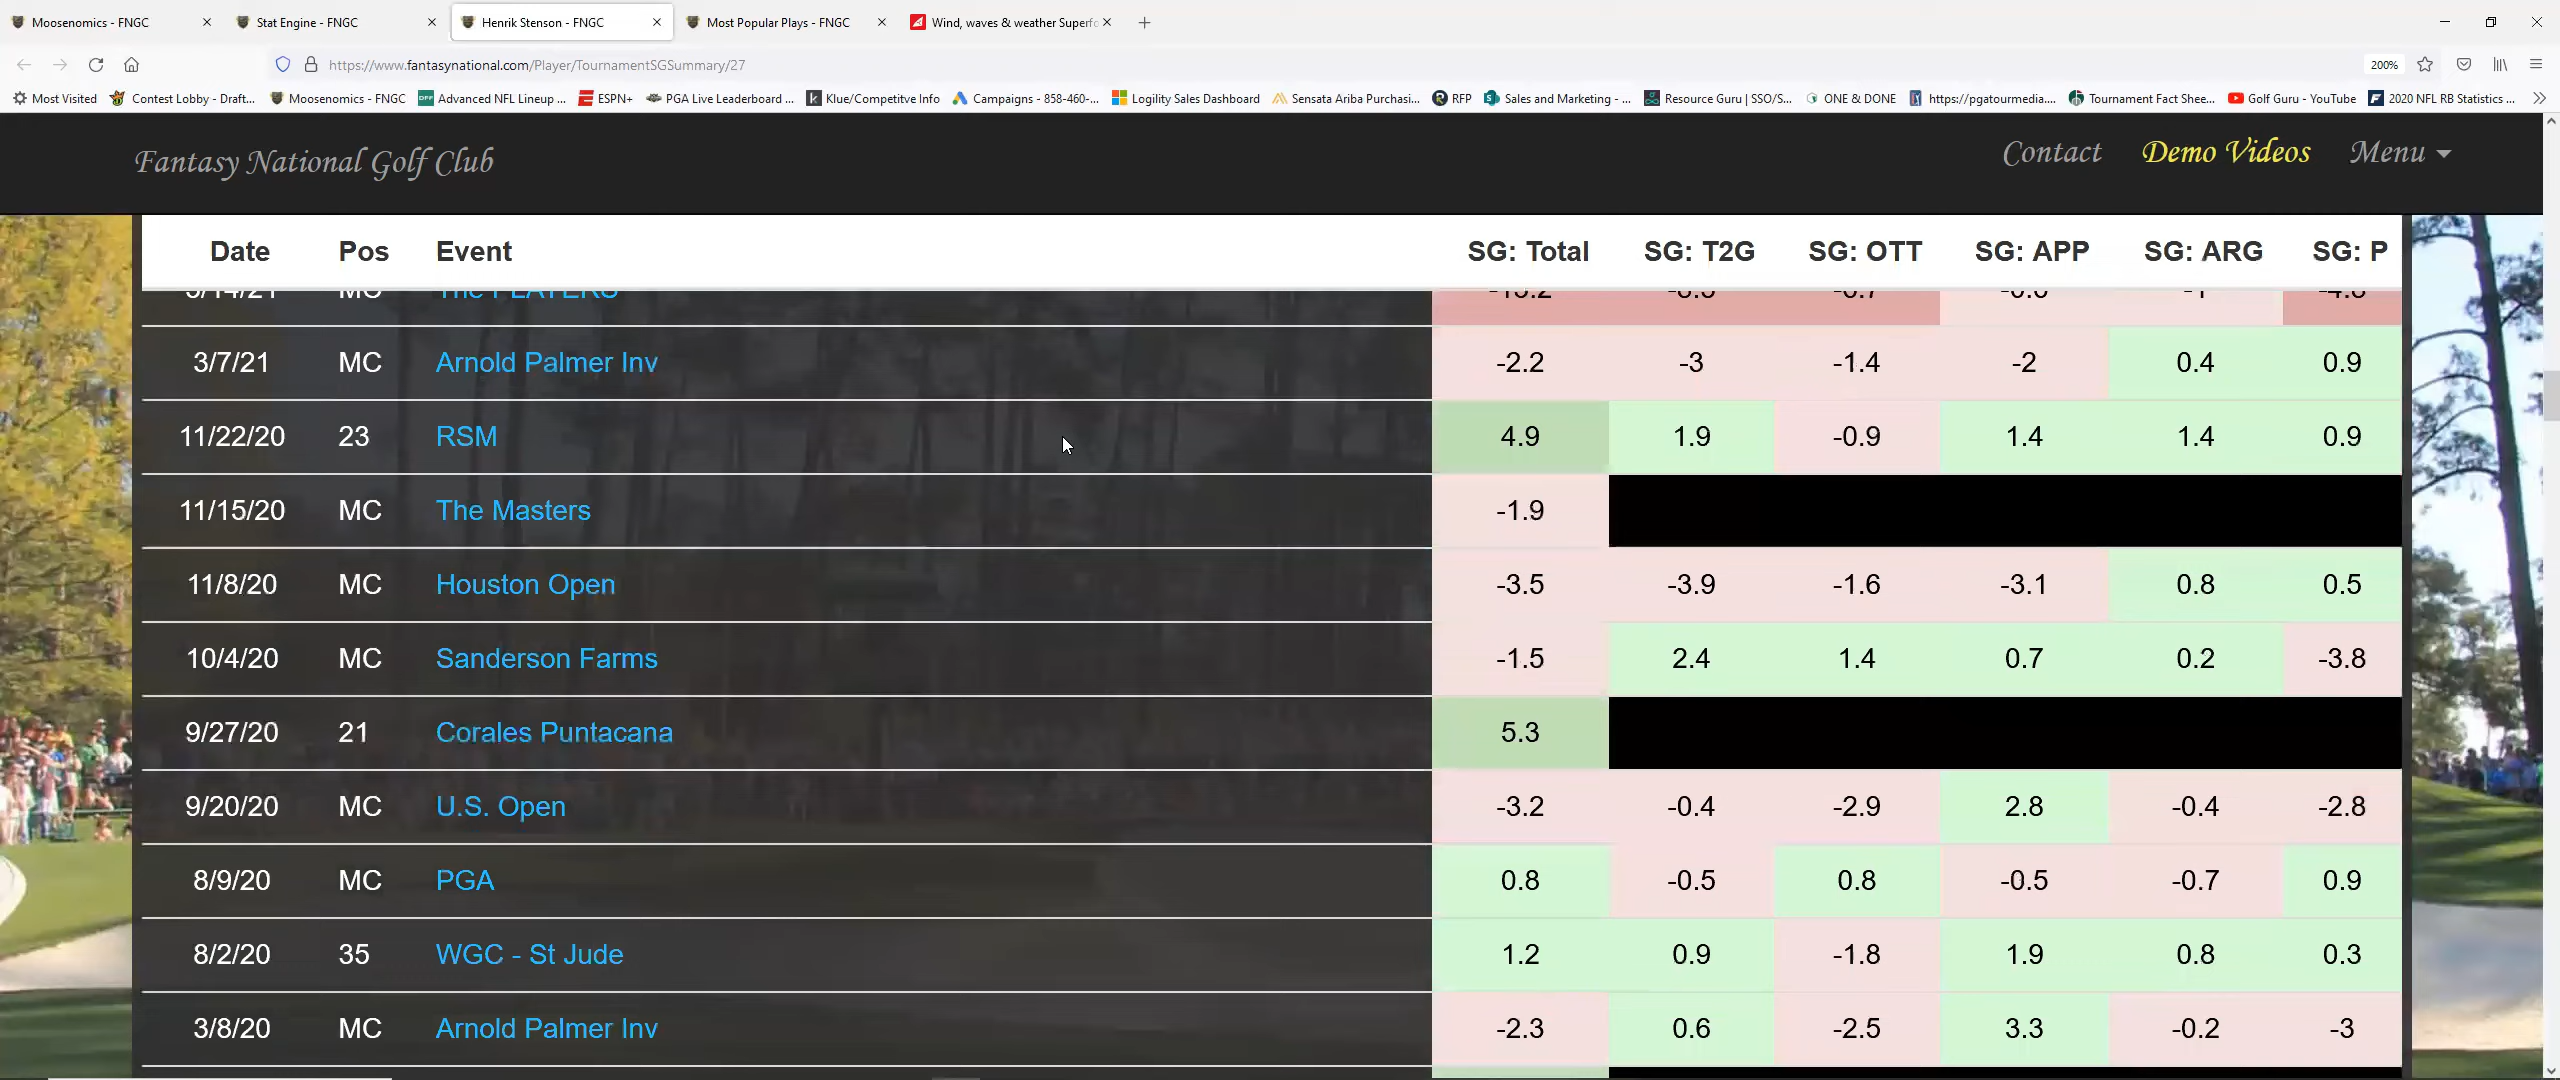 Moosenomics - FNGC Stat Engine - FNGC Henrik Stenson - FNGC Most Popular Plays - FNGC Wind, waves & weather Superfo
https://www.fantasynational.com/Player/TournamentSGSummary/27 200%
Most Visited Contest Lobby - Draft... Moosenomics - FNGC Advanced NFL Lineup ... ESPN+ PGA Live Leaderboard ... Klue/Competitve Info Campaigns - 858-460-... Logility Sales Dashboard Sensata Ariba Purchasi... RFP Sales and Marketing - ... Resource Guru | SSO/S... ONE & DONE https://pgatourmedia.... Tournament Fact Shee... Golf Guru - YouTube 2020 NFL RB Statistics ...
Fantasy National Golf Club Contact Demo Videos Menu
Date Pos Event SG: Total SG: T2G SG: OTT SG: APP SG: ARG SG: P
MC The PLAYERS
3/7/21 MC Arnold Palmer Inv -2.2 -3 -1.4 -2 0.4 0.9
11/22/20 23 RSM 4.9 1.9 -0.9 1.4 1.4 0.9
11/15/20 MC The Masters -1.9
11/8/20 MC Houston Open -3.5 -3.9 -1.6 -3.1 0.8 0.5
10/4/20 MC Sanderson Farms -1.5 2.4 1.4 0.7 0.2 -3.8
9/27/20 21 Corales Puntacana 5.3
9/20/20 MC U.S. Open -3.2 -0.4 -2.9 2.8 -0.4 -2.8
8/9/20 MC PGA 0.8 -0.5 0.8 -0.5 -0.7 0.9
8/2/20 35 WGC - St Jude 1.2 0.9 -1.8 1.9 0.8 0.3
3/8/20 MC Arnold Palmer Inv -2.3 0.6 -2.5 3.3 -0.2 -3